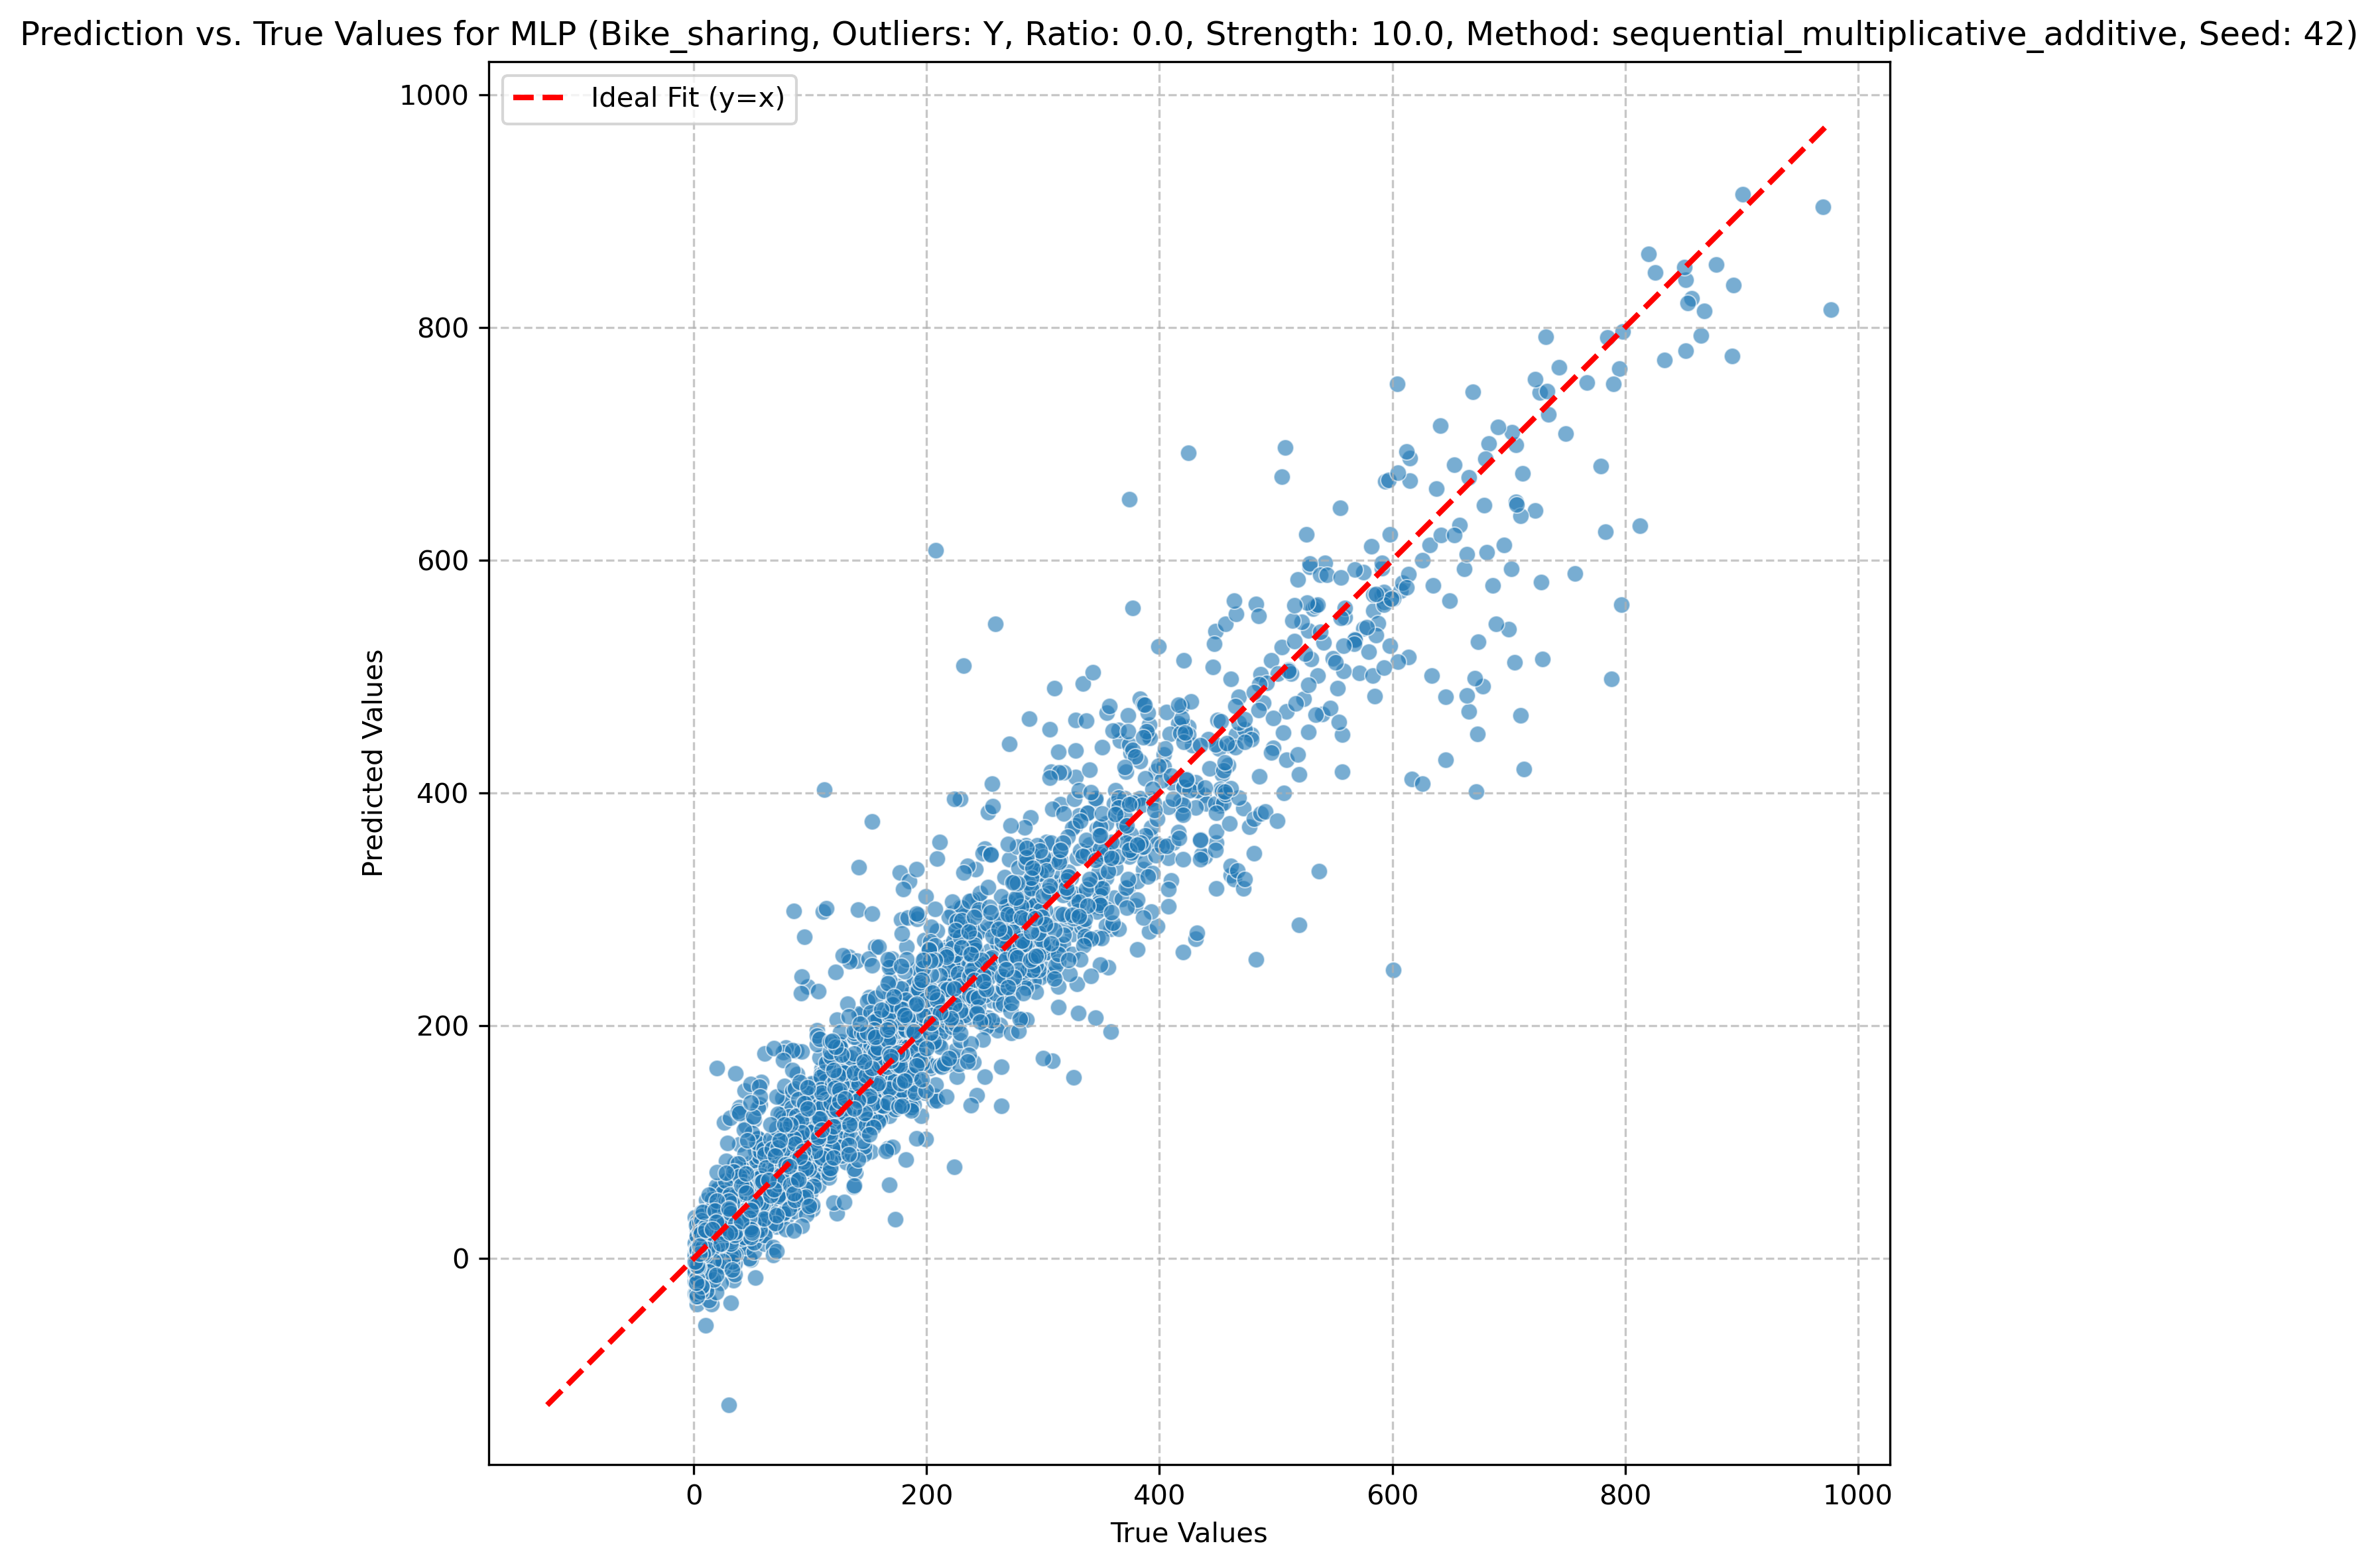 Prediction vs. True Values for MLP (Bike_sharing, Outliers: Y, Ratio: 0.0, Strength: 10.0, Method: sequential_multiplicative_additive, Seed: 42)
Ideal Fit (y=x)
1000
800
600
400
200
0
Predicted Values
0 200 400 600 800 1000
True Values